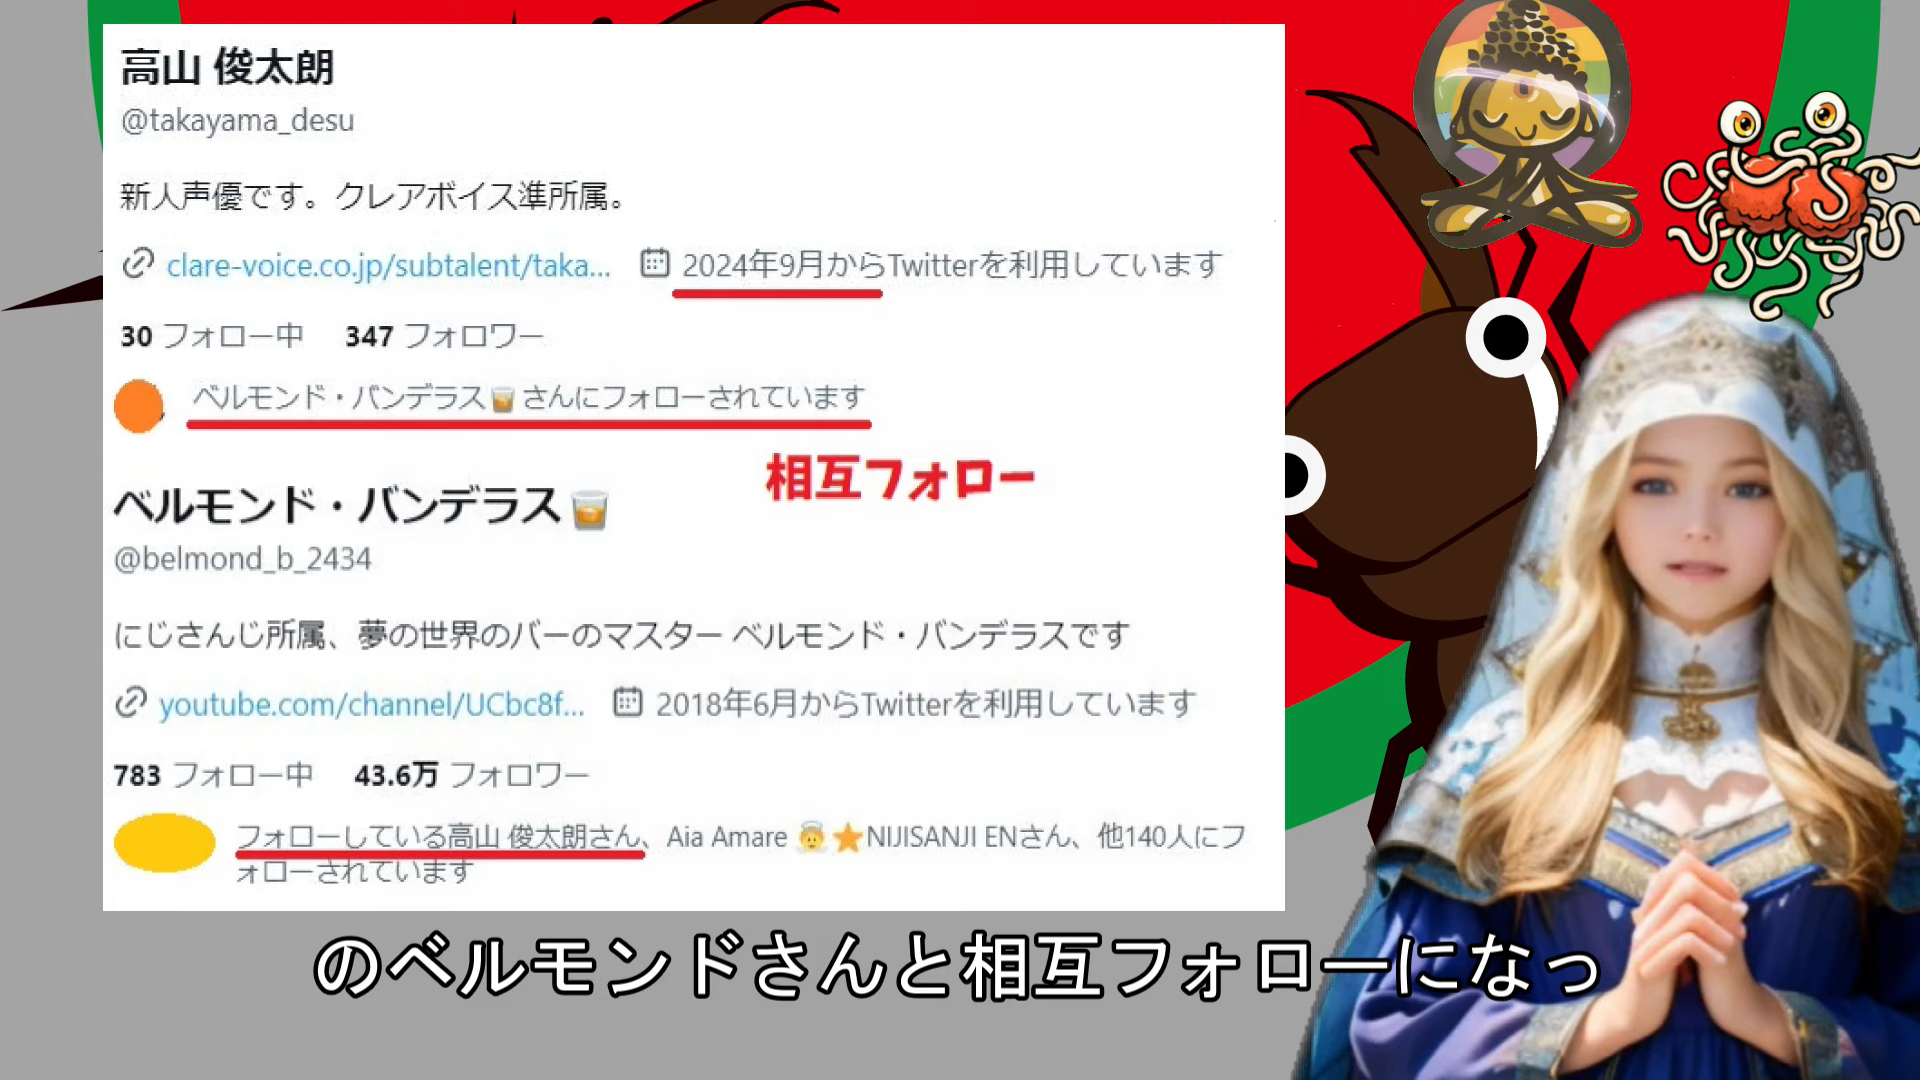 高山 俊太朗
@takayama_desu
新人声優です。クレアボイス準所属。
clare-voice.co.jp/subtalent/taka... 2024年9月からTwitterを利用しています
30 フォロー中 347 フォロワー
ベルモンド・バンデラス🥃さんにフォローされています
相互フォロー
ベルモンド・バンデラス🥃
@belmond_b_2434
にじさんじ所属、夢の世界のバーのマスター ベルモンド・バンデラスです
youtube.com/channel/UCbc8f... 2018年6月からTwitterを利用しています
783 フォロー中 43.6万 フォロワー
フォローしている高山 俊太朗さん、Aia Amare 👼⭐NIJISANJI ENさん、他140人にフ
ォローされています
のベルモンドさんと相互フォローになっ